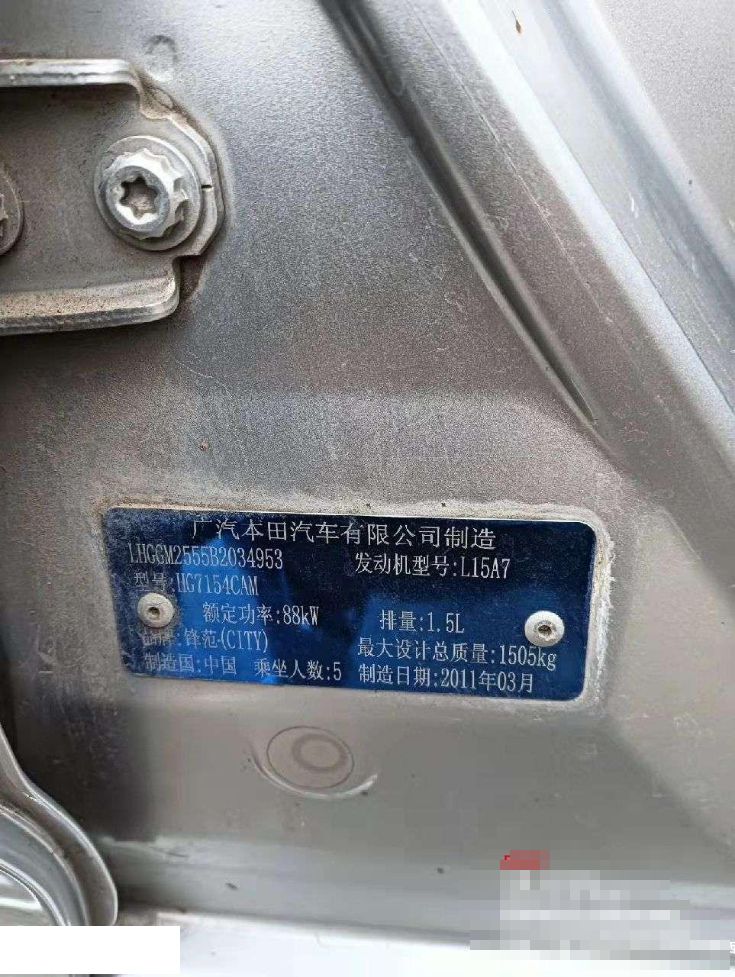 广汽本田汽车有限公司制造
LHGGM2555B2034953 发动机型号:L15A7
型号:HG7154CAM
额定功率:88kW 排量:1.5L
品牌:锋范(CITY) 最大设计总质量:1505kg
制造国:中国 乘坐人数:5 制造日期:2011年03月